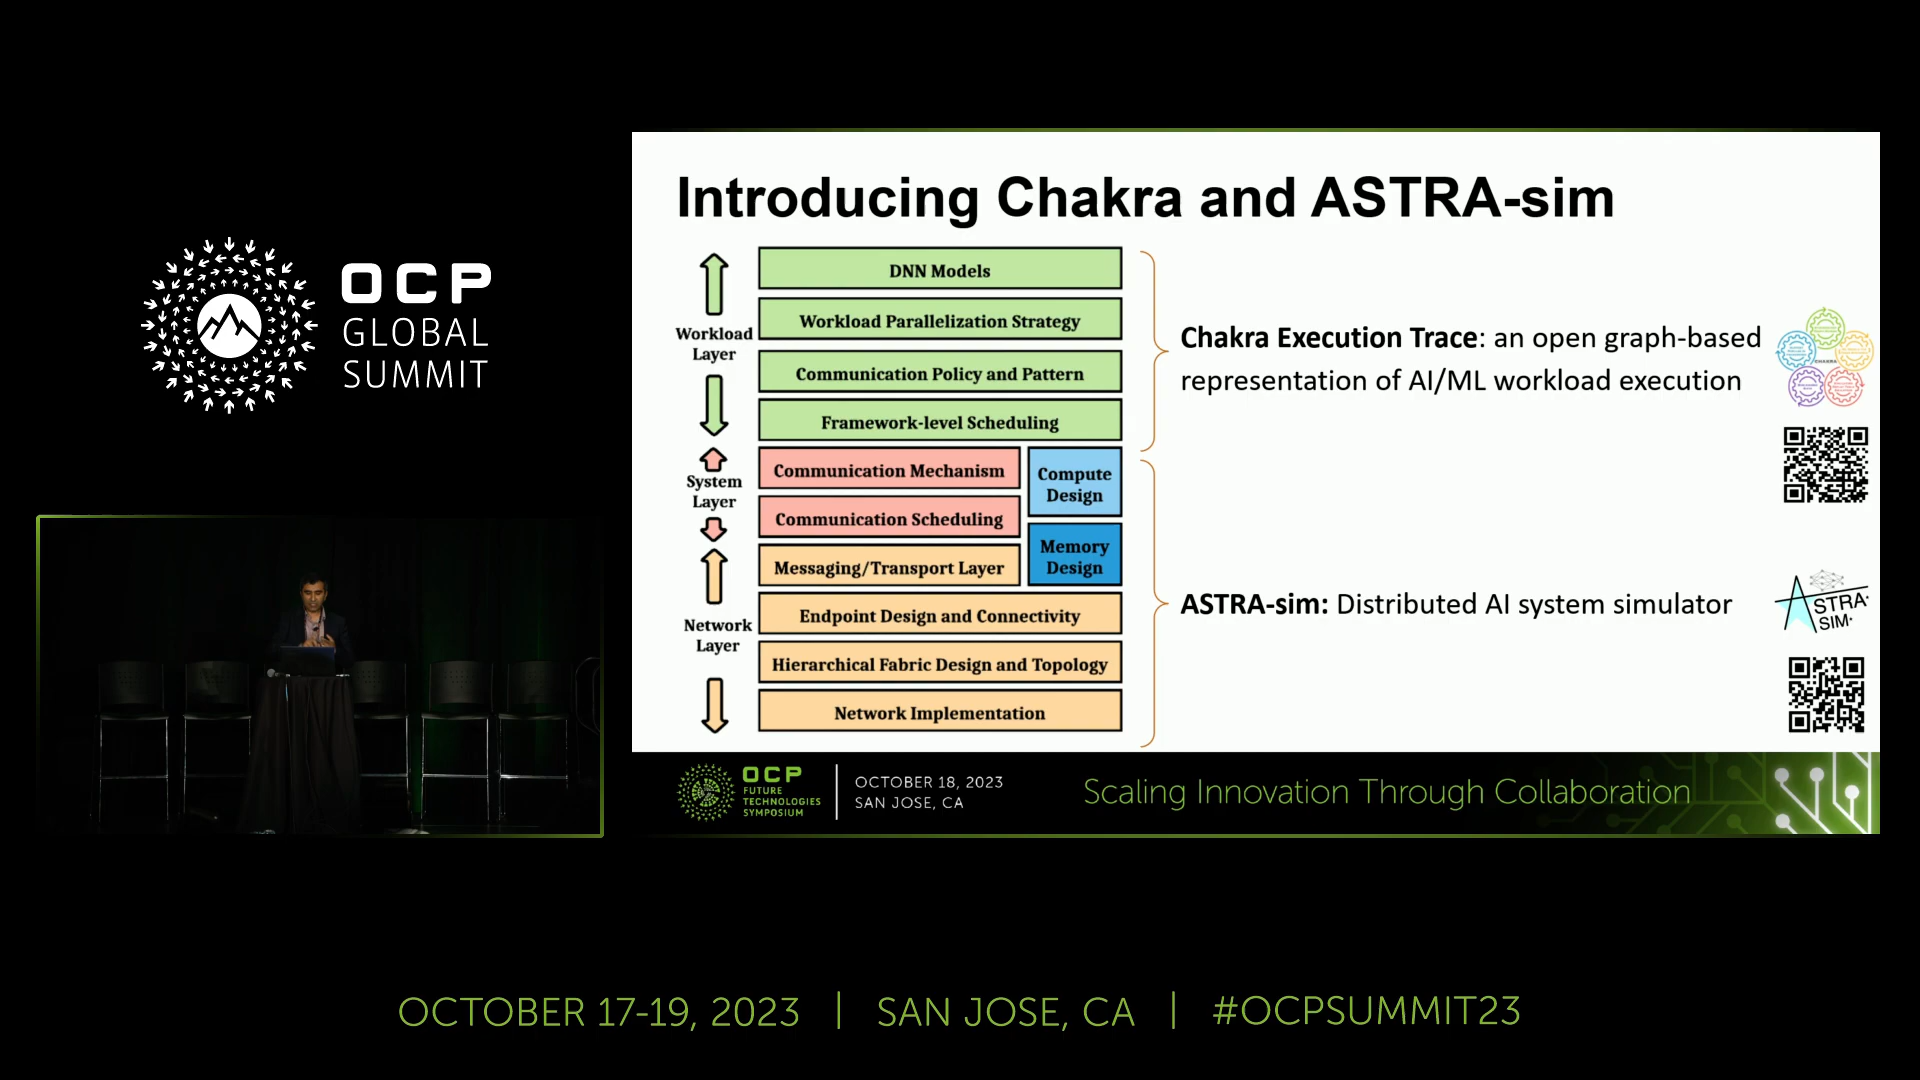 OCP
GLOBAL
SUMMIT
Introducing Chakra and ASTRA-sim
Workload
Layer
System
Layer
Network
Layer
DNN Models
Workload Parallelization Strategy
Communication Policy and Pattern
Framework-level Scheduling
Communication Mechanism
Communication Scheduling
Compute
Design
Memory
Design
Messaging/Transport Layer
Endpoint Design and Connectivity
Hierarchical Fabric Design and Topology
Network Implementation
Chakra Execution Trace: an open graph-based
representation of AI/ML workload execution
CHAKRA
ASTRA-sim: Distributed AI system simulator
ASTRA-
SIM
OCP
FUTURE
TECHNOLOGIES
SYMPOSIUM
OCTOBER 18, 2023
SAN JOSE, CA
Scaling Innovation Through Collaboration
OCTOBER 17-19, 2023 | SAN JOSE, CA | #OCPSUMMIT23